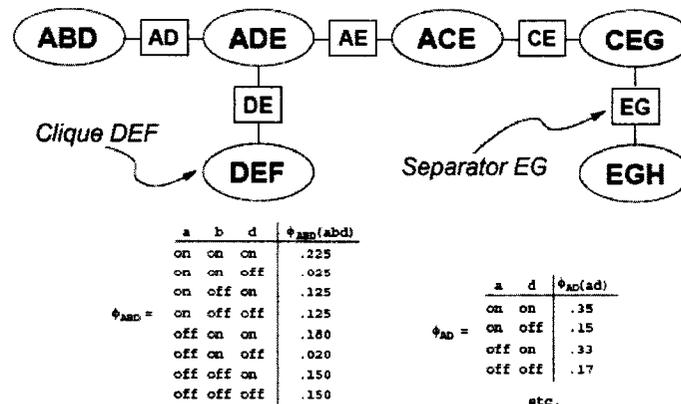 ABD AD ADE AE ACE CE CEG
DE EG
Clique DEF Separator EG
DEF EGH
a b d ϕABD(abd)
on on on .225
on on off .025
on off on .125
on off off .125
off on on .180
off on off .020
off off on .150
off off off .150
ϕABD =
a d ϕAD(ad)
on on .35
on off .15
off on .33
off off .17
ϕAD =
etc.